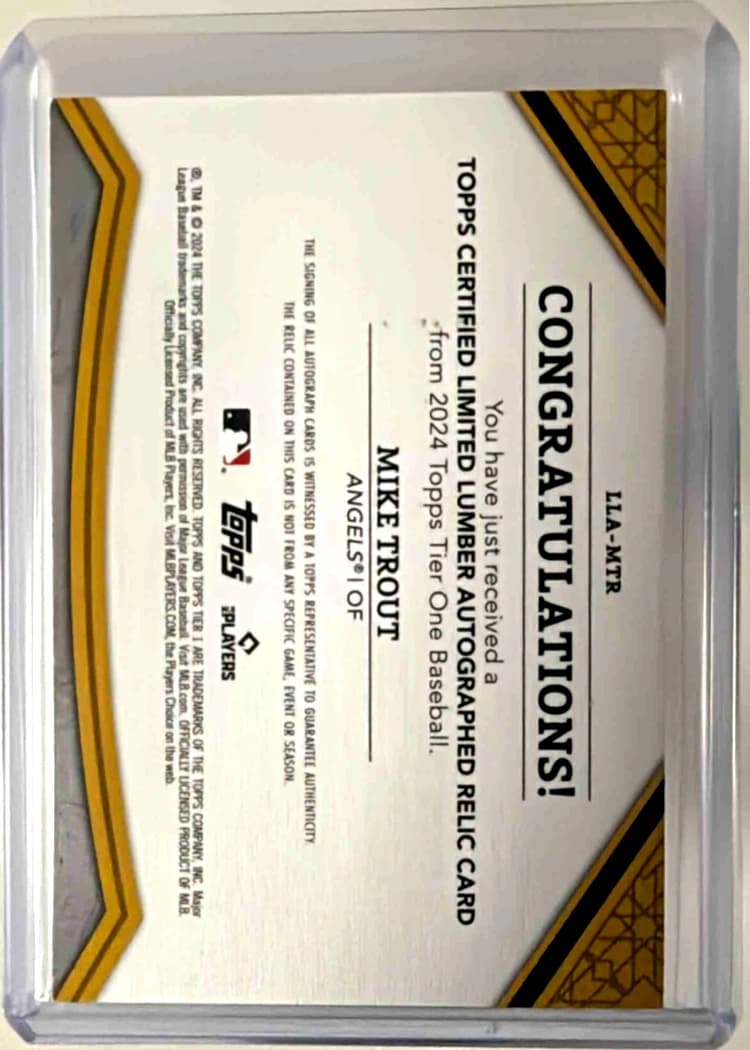 LLA-MTR
CONGRATULATIONS!
You have just received a
TOPPS CERTIFIED LIMITED LUMBER AUTOGRAPHED RELIC CARD
from 2024 Topps Tier One Baseball.
MIKE TROUT
ANGELS® | OF
THE SIGNING OF ALL AUTOGRAPH CARDS IS WITNESSED BY A TOPPS REPRESENTATIVE TO GUARANTEE AUTHENTICITY.
THE RELIC CONTAINED ON THIS CARD IS NOT FROM ANY SPECIFIC GAME, EVENT OR SEASON.
topps® MLB PLAYERS
®, TM & © 2024 THE TOPPS COMPANY, INC. ALL RIGHTS RESERVED. TOPPS AND TOPPS TIER 1 ARE TRADEMARKS OF THE TOPPS COMPANY, INC. Major
League Baseball trademarks and copyrights are used with permission of Major League Baseball. Visit MLB.com. OFFICIALLY LICENSED PRODUCT OF MLB
Officially Licensed Product of MLB Players, Inc. Visit MLBPLAYERS.COM, the Players Choice on the web.